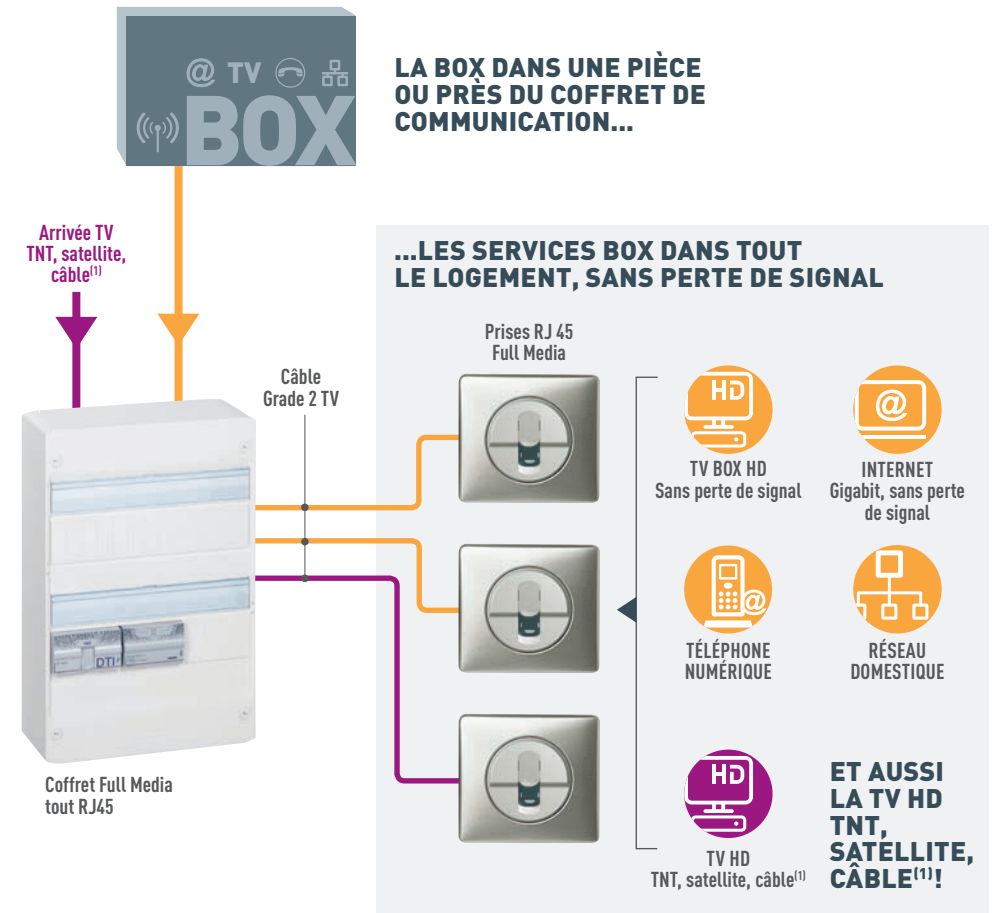 @ TV
BOX
LA BOX DANS UNE PIÈCE
OU PRÈS DU COFFRET DE
COMMUNICATION...
Arrivée TV
TNT, satellite,
câble(1)
...LES SERVICES BOX DANS TOUT
LE LOGEMENT, SANS PERTE DE SIGNAL
Câble
Grade 2 TV
Prises RJ 45
Full Media
HD
TV BOX HD
Sans perte de signal
@
INTERNET
Gigabit, sans perte
de signal
@
TÉLÉPHONE
NUMÉRIQUE
RÉSEAU
DOMESTIQUE
DTI
Coffret Full Media
tout RJ45
HD
TV HD
TNT, satellite, câble(1)
ET AUSSI
LA TV HD
TNT,
SATELLITE,
CÂBLE(1)!